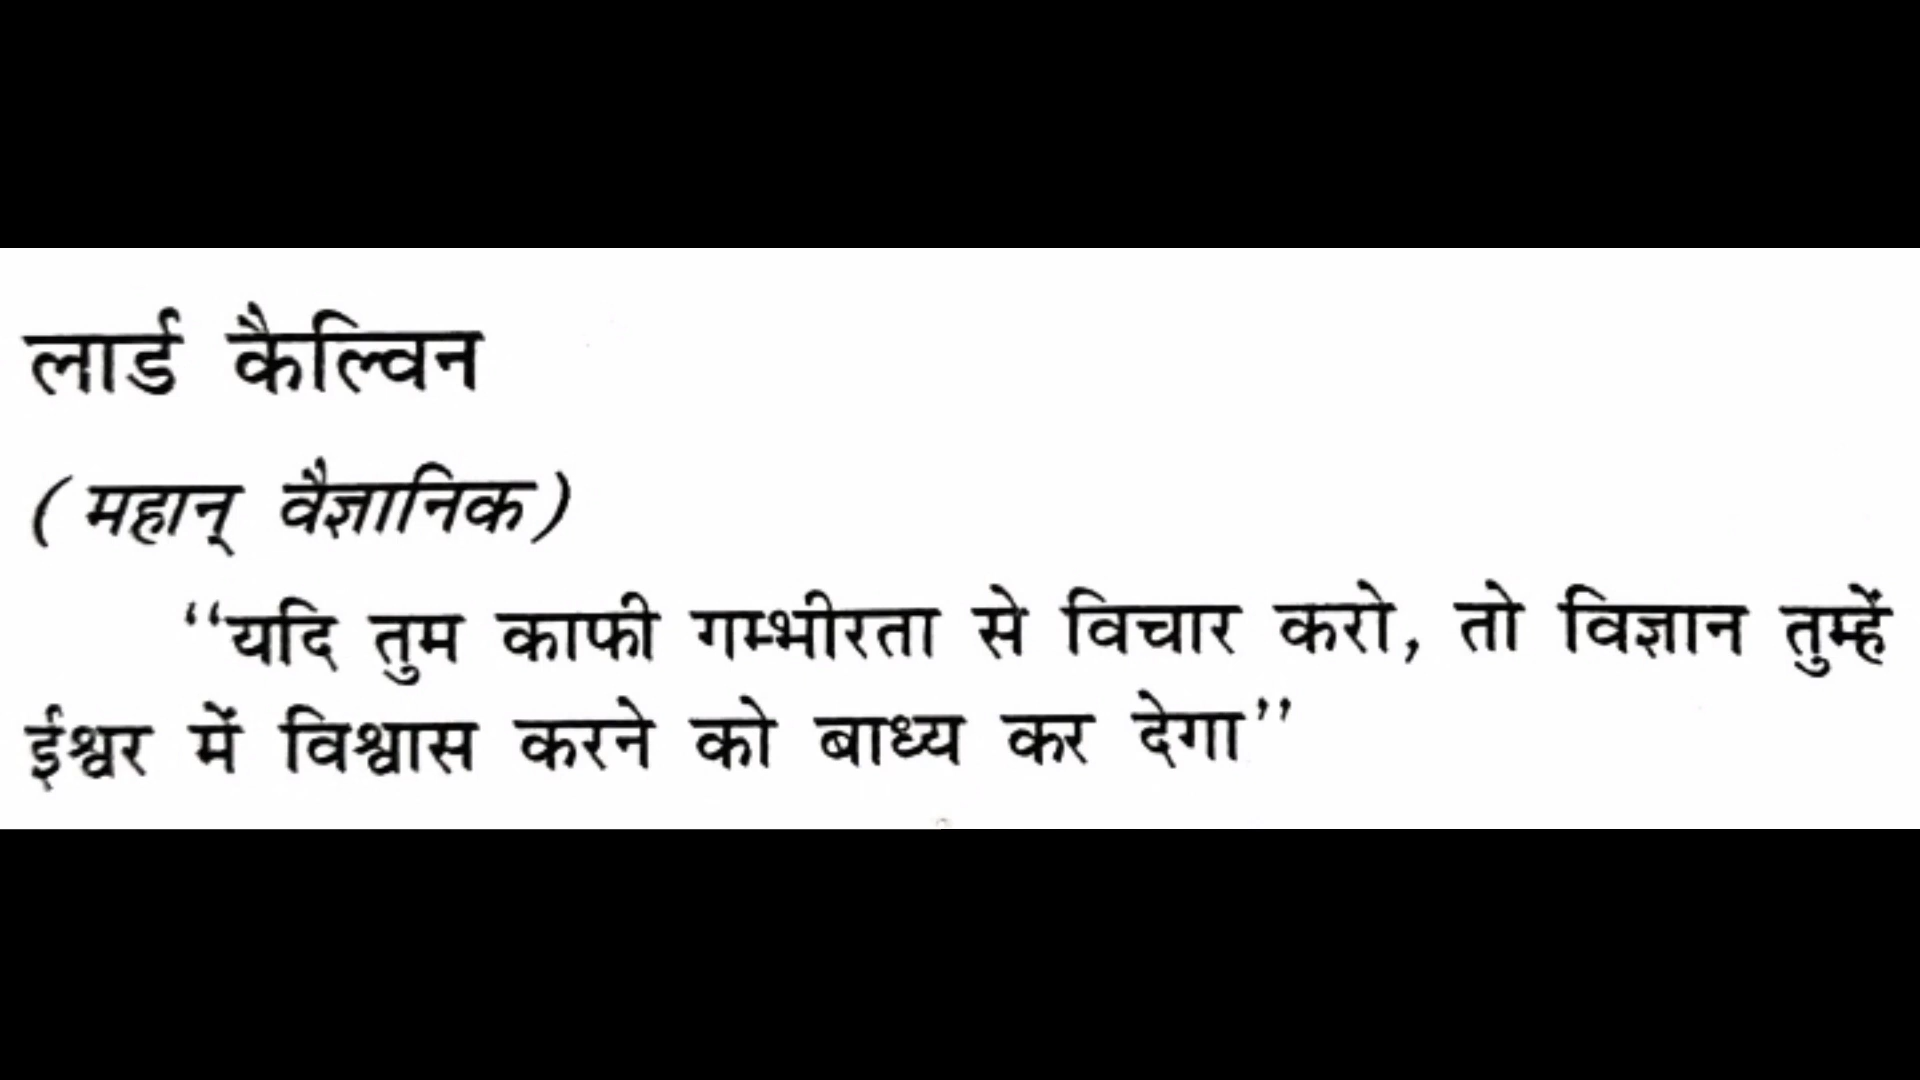 लार्ड कैल्विन
(महान् वैज्ञानिक)
‘‘यदि तुम काफी गम्भीरता से विचार करो, तो विज्ञान तुम्हें
ईश्वर में विश्वास करने को बाध्य कर देगा’’